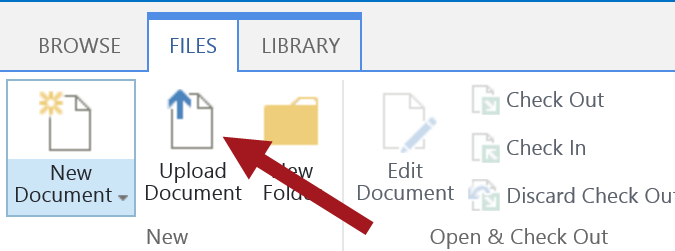 BROWSE FILES LIBRARY
New Document
Upload Document
Edit Document
Check Out
Check In
Discard Check
New
Open & Check Out